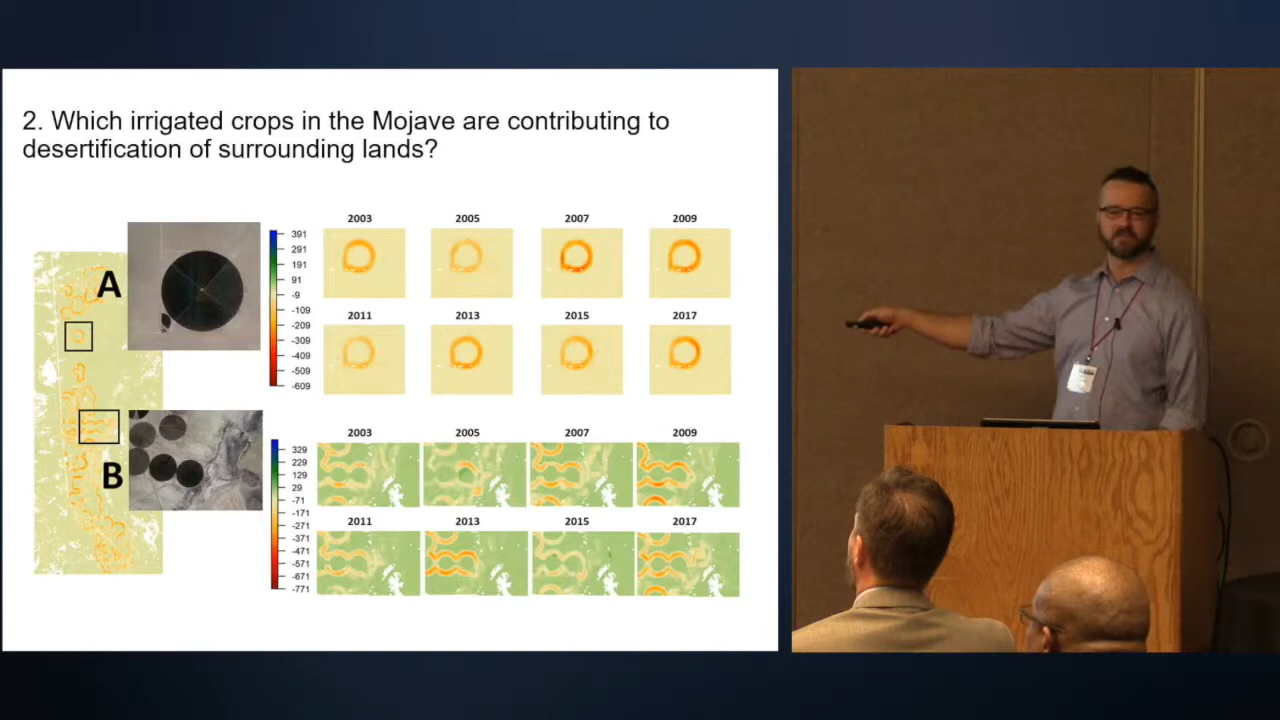 2. Which irrigated crops in the Mojave are contributing to
desertification of surrounding lands?
A
391
291
191
91
-9
-109
-209
-309
-409
-509
-609
2003 2005 2007 2009
2011 2013 2015 2017
B
329
229
129
29
-71
-171
-271
-371
-471
-571
-671
-771
2003 2005 2007 2009
2011 2013 2015 2017